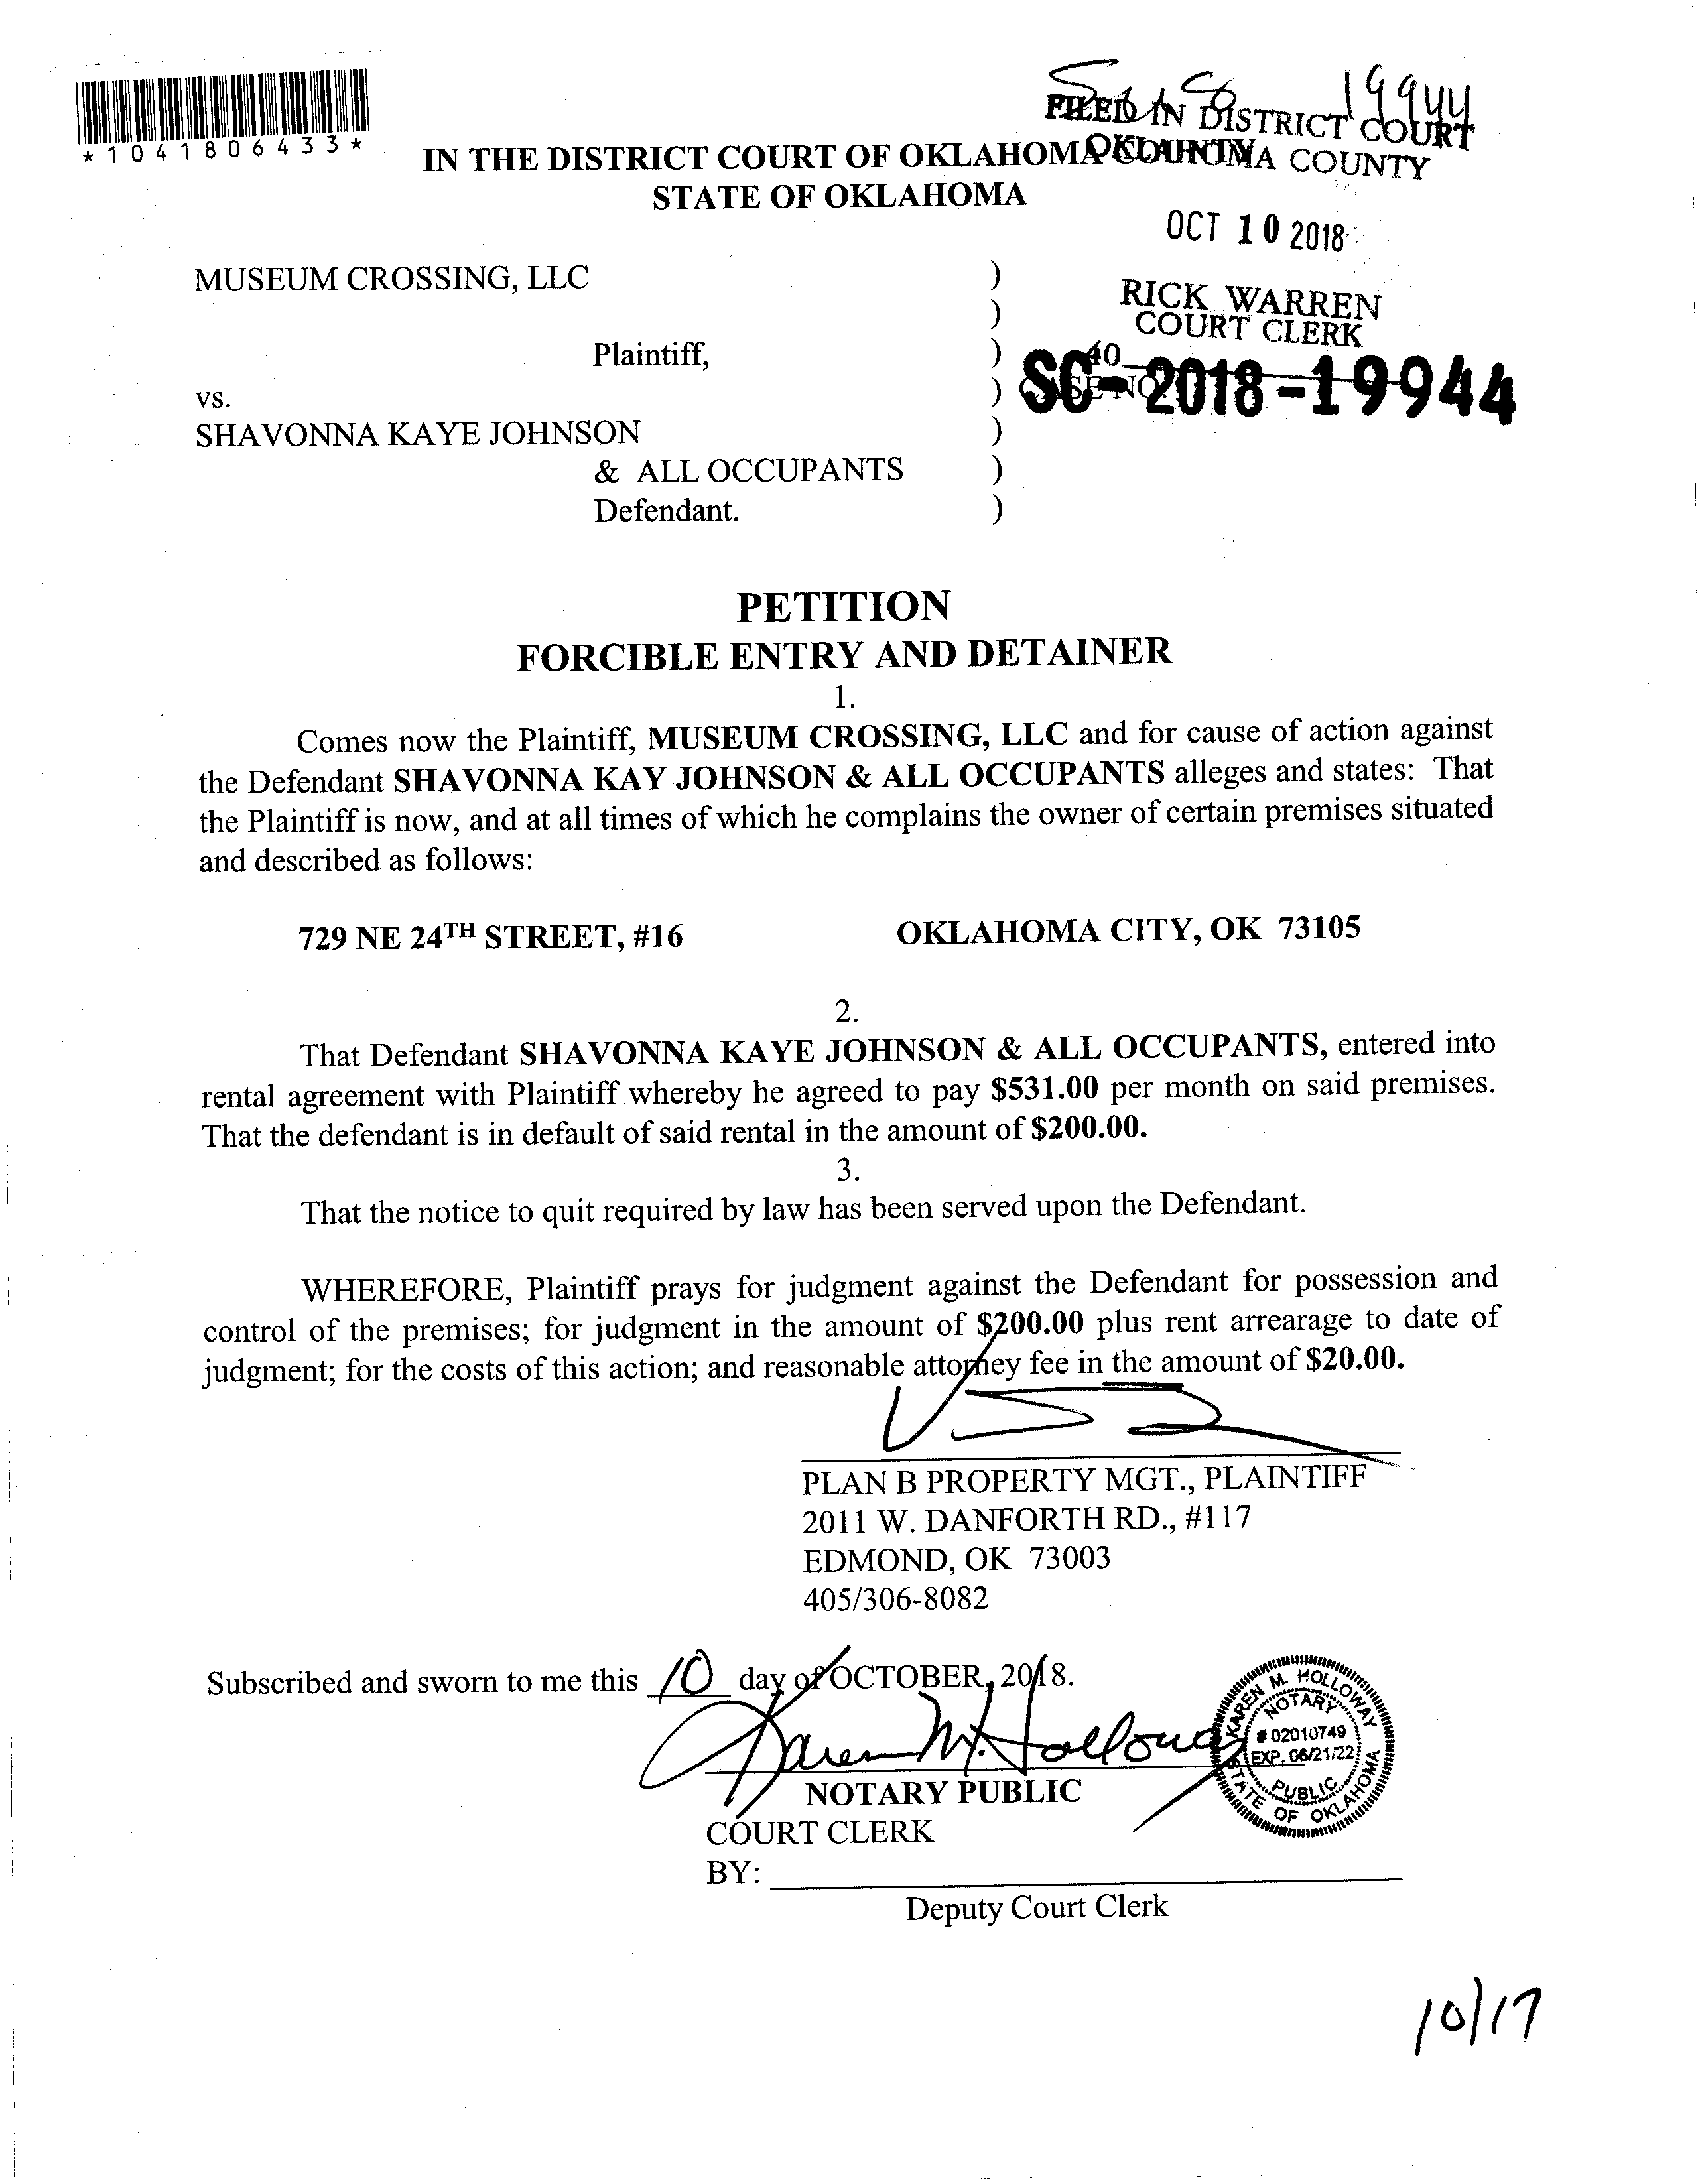 *1041806433*
19944
FILED IN DISTRICT COURT
OKLAHOMA COUNTY
IN THE DISTRICT COURT OF OKLAHOMA COUNTY
STATE OF OKLAHOMA
OCT 10 2018
MUSEUM CROSSING, LLC )
)
RICK WARREN
COURT CLERK
Plaintiff, )
40
vs. ) CASE NO.
SC-2018-19944
SHAVONNA KAYE JOHNSON )
& ALL OCCUPANTS )
Defendant. )
PETITION
FORCIBLE ENTRY AND DETAINER
1.
Comes now the Plaintiff, MUSEUM CROSSING, LLC and for cause of action against
the Defendant SHAVONNA KAY JOHNSON & ALL OCCUPANTS alleges and states: That
the Plaintiff is now, and at all times of which he complains the owner of certain premises situated
and described as follows:
729 NE 24TH STREET, #16 OKLAHOMA CITY, OK 73105
2.
That Defendant SHAVONNA KAYE JOHNSON & ALL OCCUPANTS, entered into
rental agreement with Plaintiff whereby he agreed to pay $531.00 per month on said premises.
That the defendant is in default of said rental in the amount of $200.00.
3.
That the notice to quit required by law has been served upon the Defendant.
WHEREFORE, Plaintiff prays for judgment against the Defendant for possession and
control of the premises; for judgment in the amount of $200.00 plus rent arrearage to date of
judgment; for the costs of this action; and reasonable attorney fee in the amount of $20.00.
PLAN B PROPERTY MGT., PLAINTIFF
2011 W. DANFORTH RD., #117
EDMOND, OK 73003
405/306-8082
Subscribed and sworn to me this 10 day of OCTOBER, 2018.
Karen M. Holloway
KAREN M. HOLLOWAY
NOTARY
# 02010749
EXP. 06/21/22
PUBLIC
STATE OF OKLAHOMA
NOTARY PUBLIC
COURT CLERK
BY:
Deputy Court Clerk
10/17